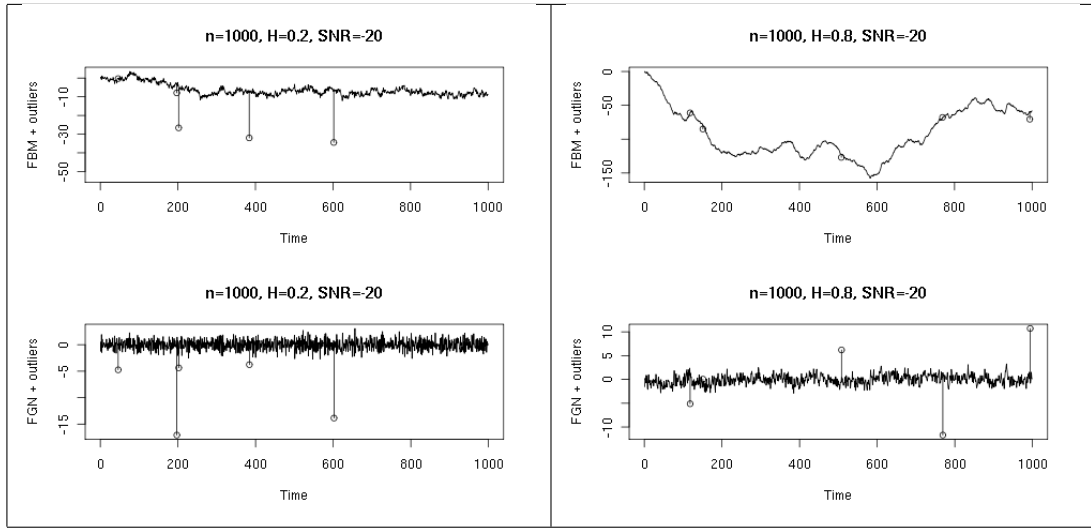 n=1000, H=0.2, SNR=-20
FBM + outliers
-10
-30
-50
0 200 400 600 800 1000
Time
n=1000, H=0.8, SNR=-20
FBM + outliers
0
-50
-150
0 200 400 600 800 1000
Time
n=1000, H=0.2, SNR=-20
FGN + outliers
0
-5
-15
0 200 400 600 800 1000
Time
n=1000, H=0.8, SNR=-20
FGN + outliers
10
5
0
-10
0 200 400 600 800 1000
Time